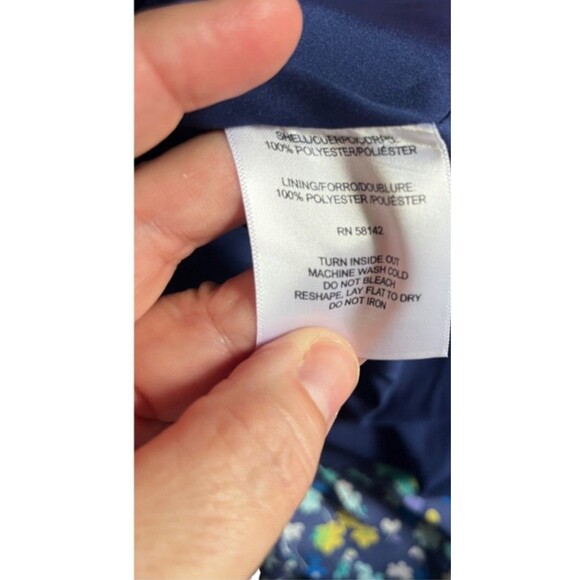 SHELL/CUERPO/CORPS:
100% POLYESTER/POLIÉSTER
LINING/FORRO/DOUBLURE:
100% POLYESTER /POLIÉSTER
RN 58142
TURN INSIDE OUT
MACHINE WASH COLD
DO NOT BLEACH
RESHAPE, LAY FLAT TO DRY
DO NOT IRON